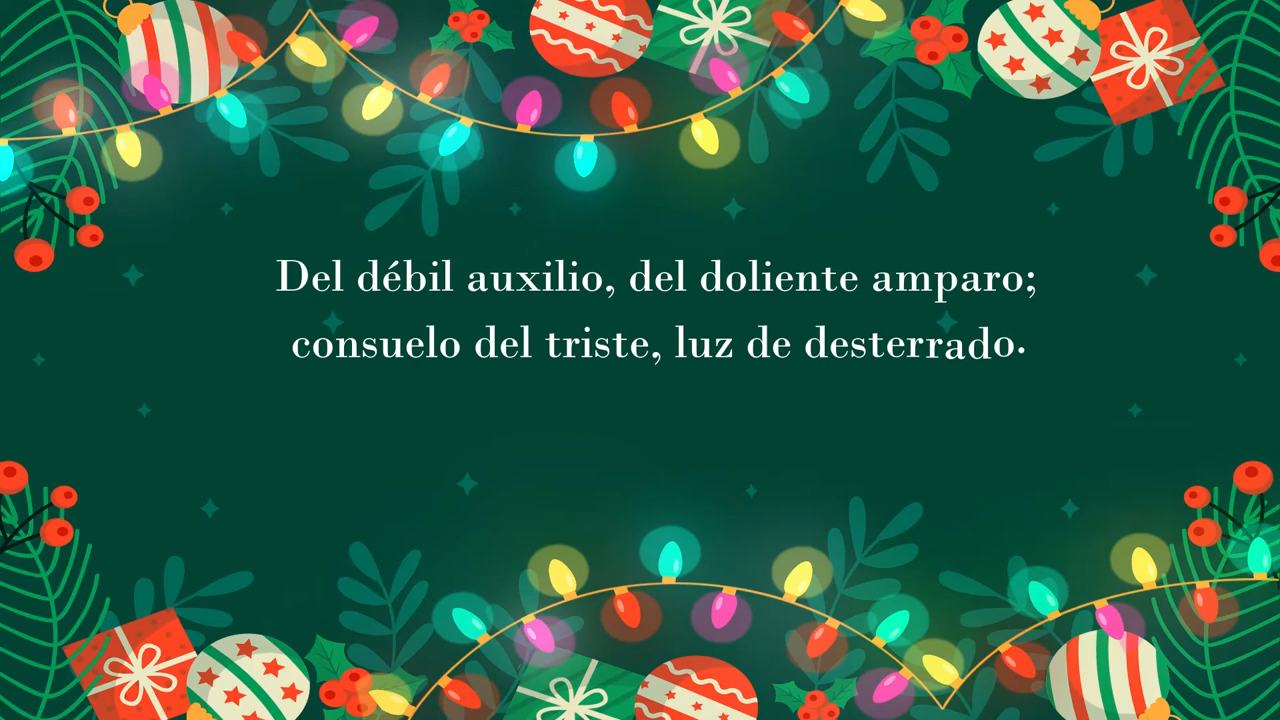 Del débil auxilio, del doliente amparo;
consuelo del triste, luz de desterrado.